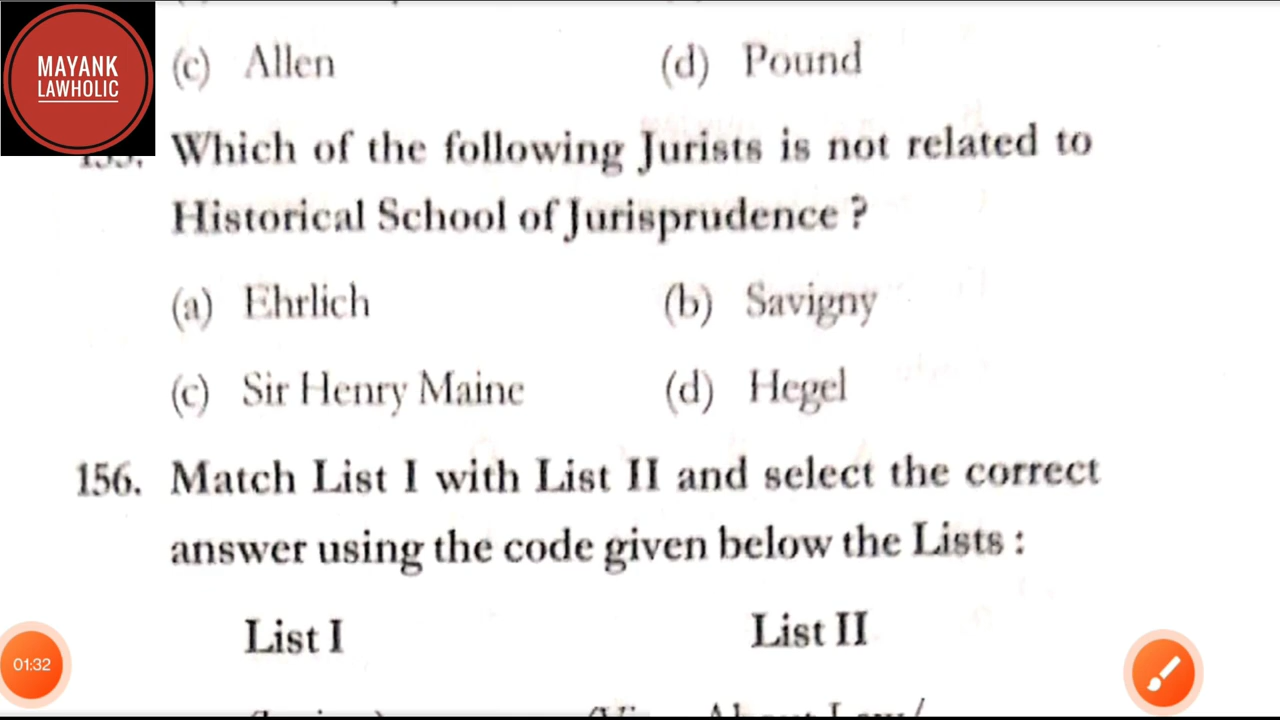 MAYANK
LAWHOLIC
(c) Allen (d) Pound
Which of the following Jurists is not related to
Historical School of Jurisprudence ?
(a) Ehrlich (b) Savigny
(c) Sir Henry Maine (d) Hegel
156. Match List I with List II and select the correct
answer using the code given below the Lists :
List I List II
01:32